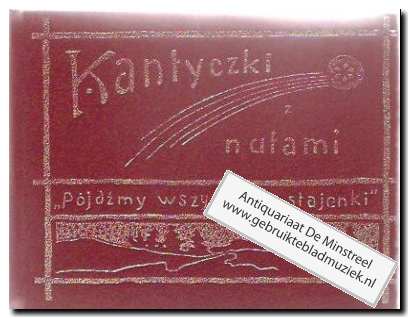 Kantyczki
z
nutami
"Pójdźmy wszy stajenki"
Antiquariaat De Minstreel
www.gebruiktebladmuziek.nl